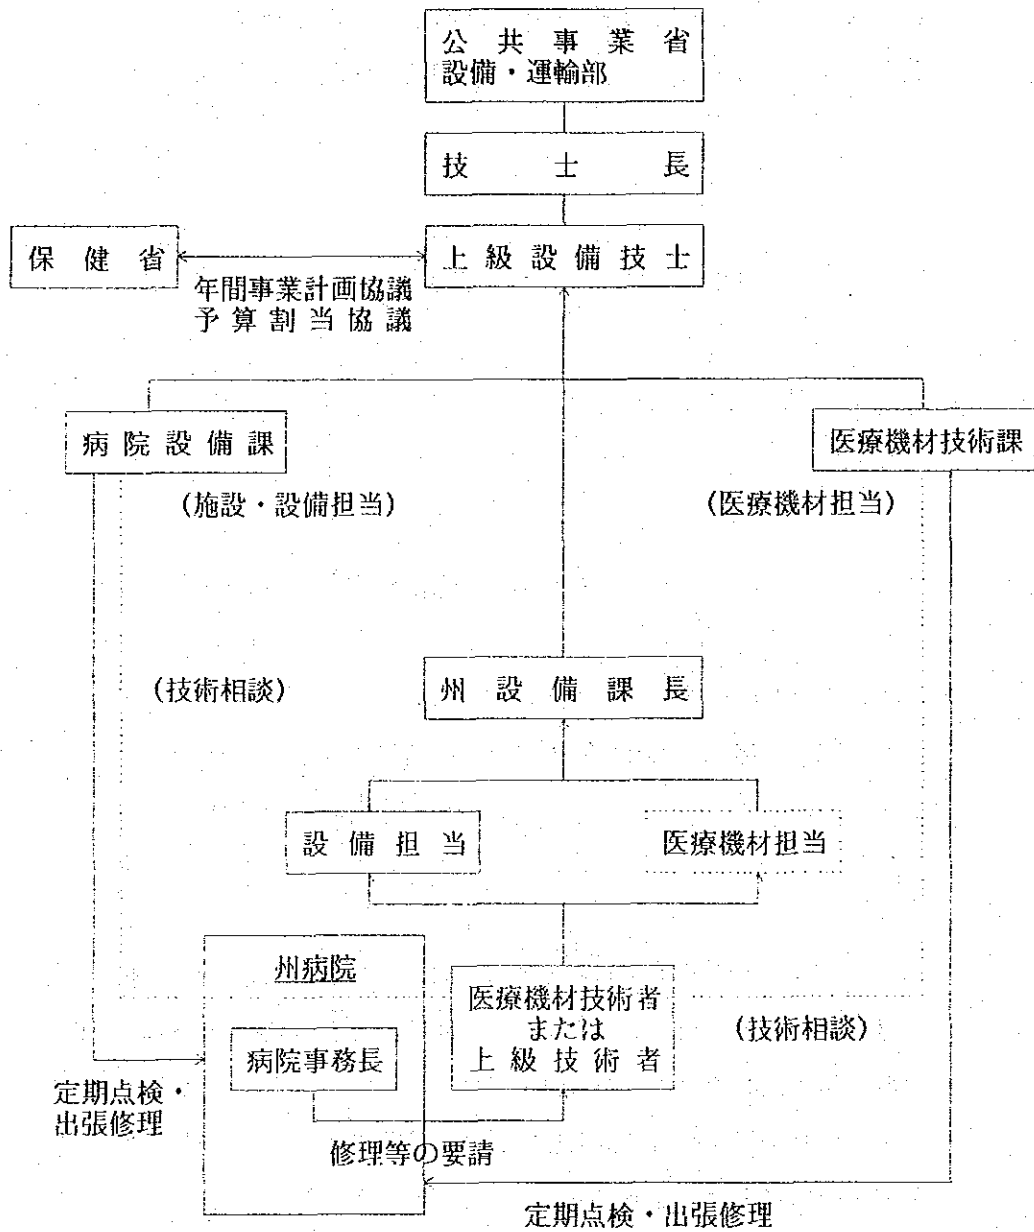 公共事業省
設備・運輸部
技士長
保健省
上級設備技士
年間事業計画協議
予算割当協議
病院設備課
医療機材技術課
(施設・設備担当)
(医療機材担当)
(技術相談)
州設備課長
設備担当
医療機材担当
州病院
医療機材技術者
または
上級技術者
(技術相談)
病院事務長
定期点検・
出張修理
修理等の要請
定期点検・出張修理